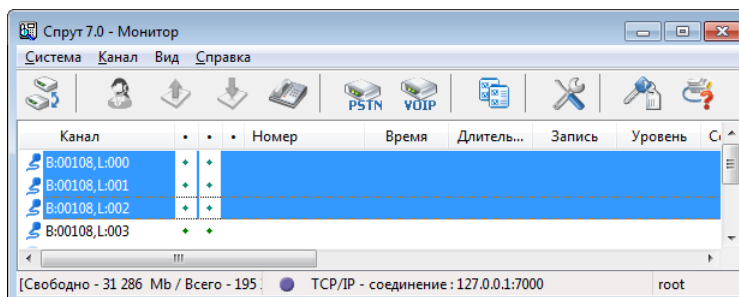 Спрут 7.0 - Монитор
Система Канал Вид Справка
PSTN VOIP
Канал • • • Номер Время Длитель... Запись Уровень
B:00108,L:000
B:00108,L:001
B:00108,L:002
B:00108,L:003
[Свободно - 31 286 Mb / Всего - 195 TCP/IP - соединение : 127.0.0.1:7000 root